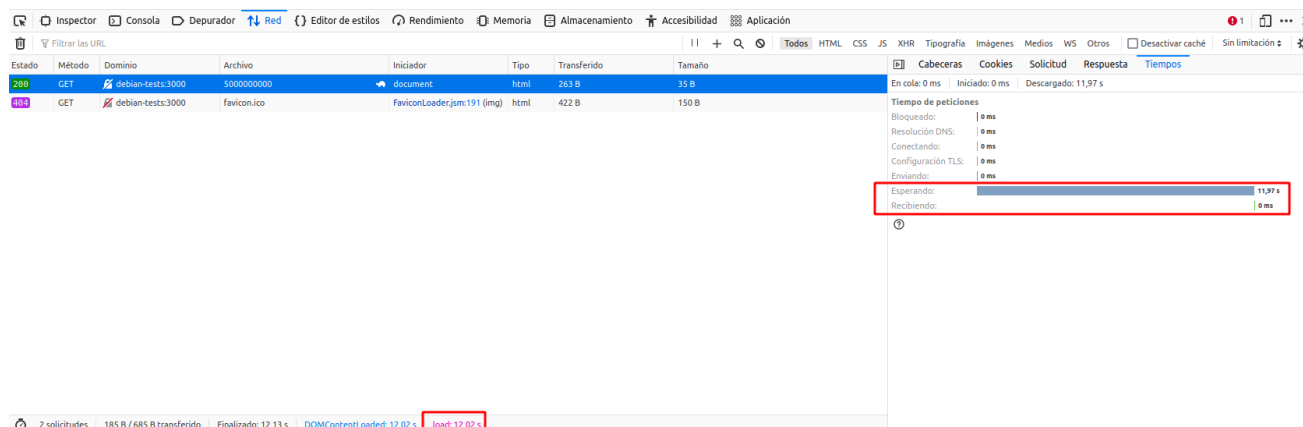 Inspector Consola Depurador Red Editor de estilos Rendimiento Memoria Almacenamiento Accesibilidad Aplicación 1
Filtrar las URL Todos HTML CSS JS XHR Tipografía Imágenes Medios WS Otros Desactivar caché Sin limitación
Estado Método Dominio Archivo Iniciador Tipo Transferido Tamaño
200 GET debian-tests:3000 5000000000 document html 263 B 35 B
404 GET debian-tests:3000 favicon.ico FaviconLoader.jsm:191 (img) html 422 B 150 B
Cabeceras Cookies Solicitud Respuesta Tiempos
En cola: 0 ms Iniciado: 0 ms Descargado: 11,97 s
Tiempo de peticiones
Bloqueado: 0 ms
Resolución DNS: 0 ms
Conectando: 0 ms
Configuración TLS: 0 ms
Enviando: 0 ms
Esperando: 11,97 s
Recibiendo: 0 ms
2 solicitudes 185 B / 685 B transferido Finalizado: 12,13 s DOMContentLoaded: 12,02 s load: 12,02 s